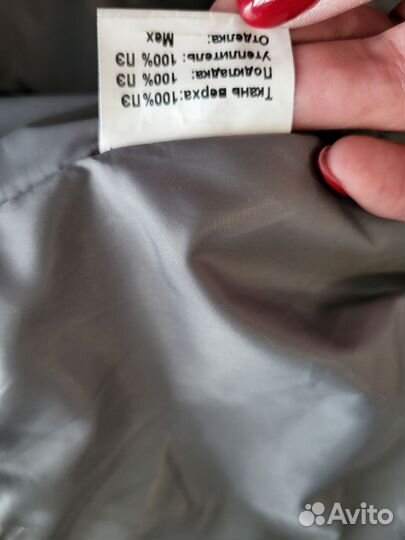 Ткань верха:100%ПЭ
Подкладка: 100% ПЭ
Утеплитель: 100% ПЭ
Отделка: Мех
Avito